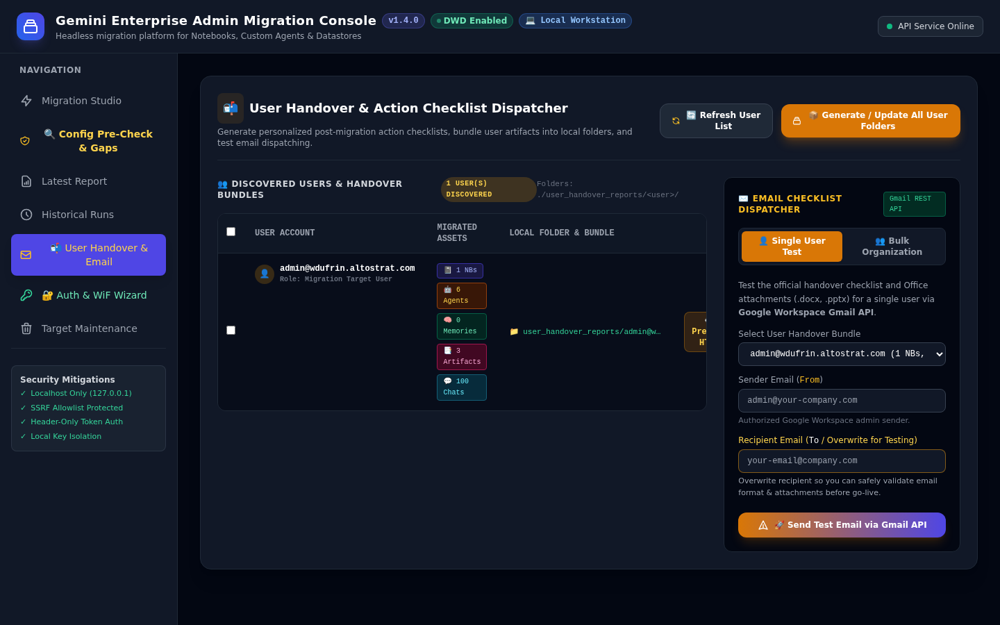 Gemini Enterprise Admin Migration Console v1.4.0 DWD Enabled 💻 Local Workstation
Headless migration platform for Notebooks, Custom Agents & Datastores
API Service Online
NAVIGATION
Migration Studio
🔍 Config Pre-Check
& Gaps
Latest Report
Historical Runs
📬 User Handover &
Email
🔐 Auth & WiF Wizard
Target Maintenance
Security Mitigations
✓ Localhost Only (127.0.0.1)
✓ SSRF Allowlist Protected
✓ Header-Only Token Auth
✓ Local Key Isolation
📬 User Handover & Action Checklist Dispatcher
Generate personalized post-migration action checklists, bundle user artifacts into local folders, and
test email dispatching.
🔄 Refresh User
List
📦 Generate / Update All User
Folders
👥 DISCOVERED USERS & HANDOVER
BUNDLES
1 USER(S)
DISCOVERED
Folders:
./user_handover_reports/<user>/
USER ACCOUNT
MIGRATED
ASSETS
LOCAL FOLDER & BUNDLE
👤 admin@wdufrin.altostrat.com
Role: Migration Target User
📓 1 NBs
🤖 6
Agents
🧠 0
Memories
📑 3
Artifacts
💬 100
Chats
📁 user_handover_reports/admin@w…
✉️ EMAIL CHECKLIST
DISPATCHER
Gmail REST
API
👤 Single User
Test
👥 Bulk
Organization
Test the official handover checklist and Office
attachments (.docx, .pptx) for a single user via
Google Workspace Gmail API.
Select User Handover Bundle
admin@wdufrin.altostrat.com (1 NBs,
Sender Email (From)
admin@your-company.com
Authorized Google Workspace admin sender.
Recipient Email (To / Overwrite for Testing)
your-email@company.com
Overwrite recipient so you can safely validate email
format & attachments before go-live.
🚀 Send Test Email via Gmail API